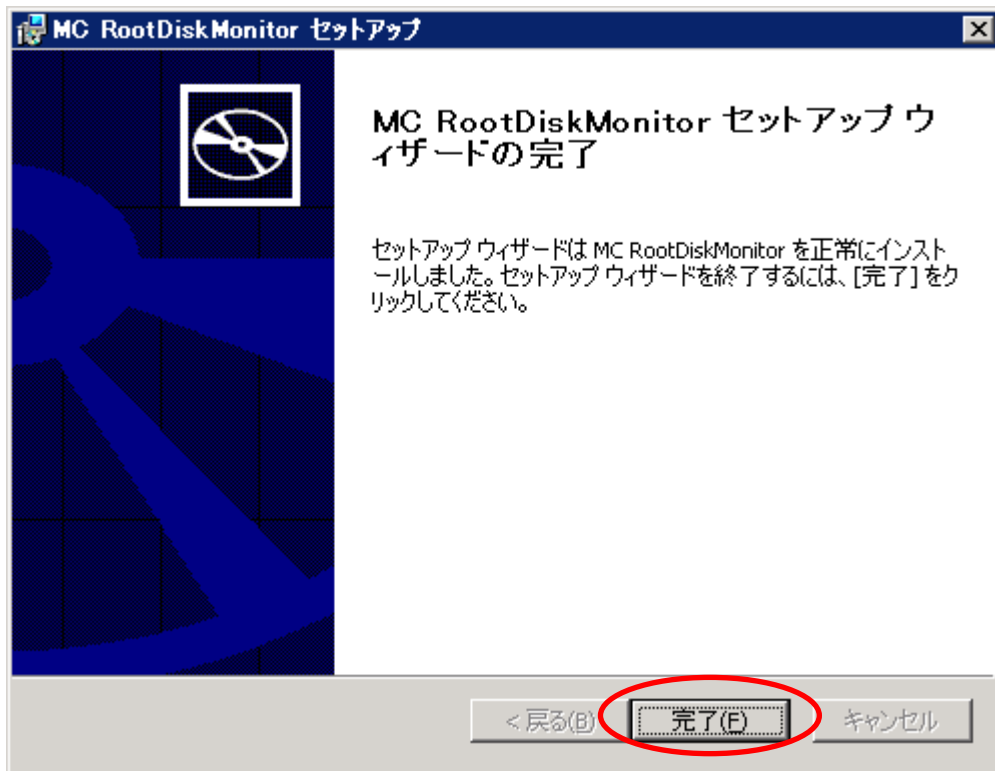 MC RootDiskMonitor セットアップ
MC RootDiskMonitor セットアップ ウ
ィザードの完了
セットアップ ウィザードは MC RootDiskMonitor を正常にインスト
ールしました。セットアップ ウィザードを終了するには、[完了] をク
リックしてください。
< 戻る(B) 完了(F) キャンセル